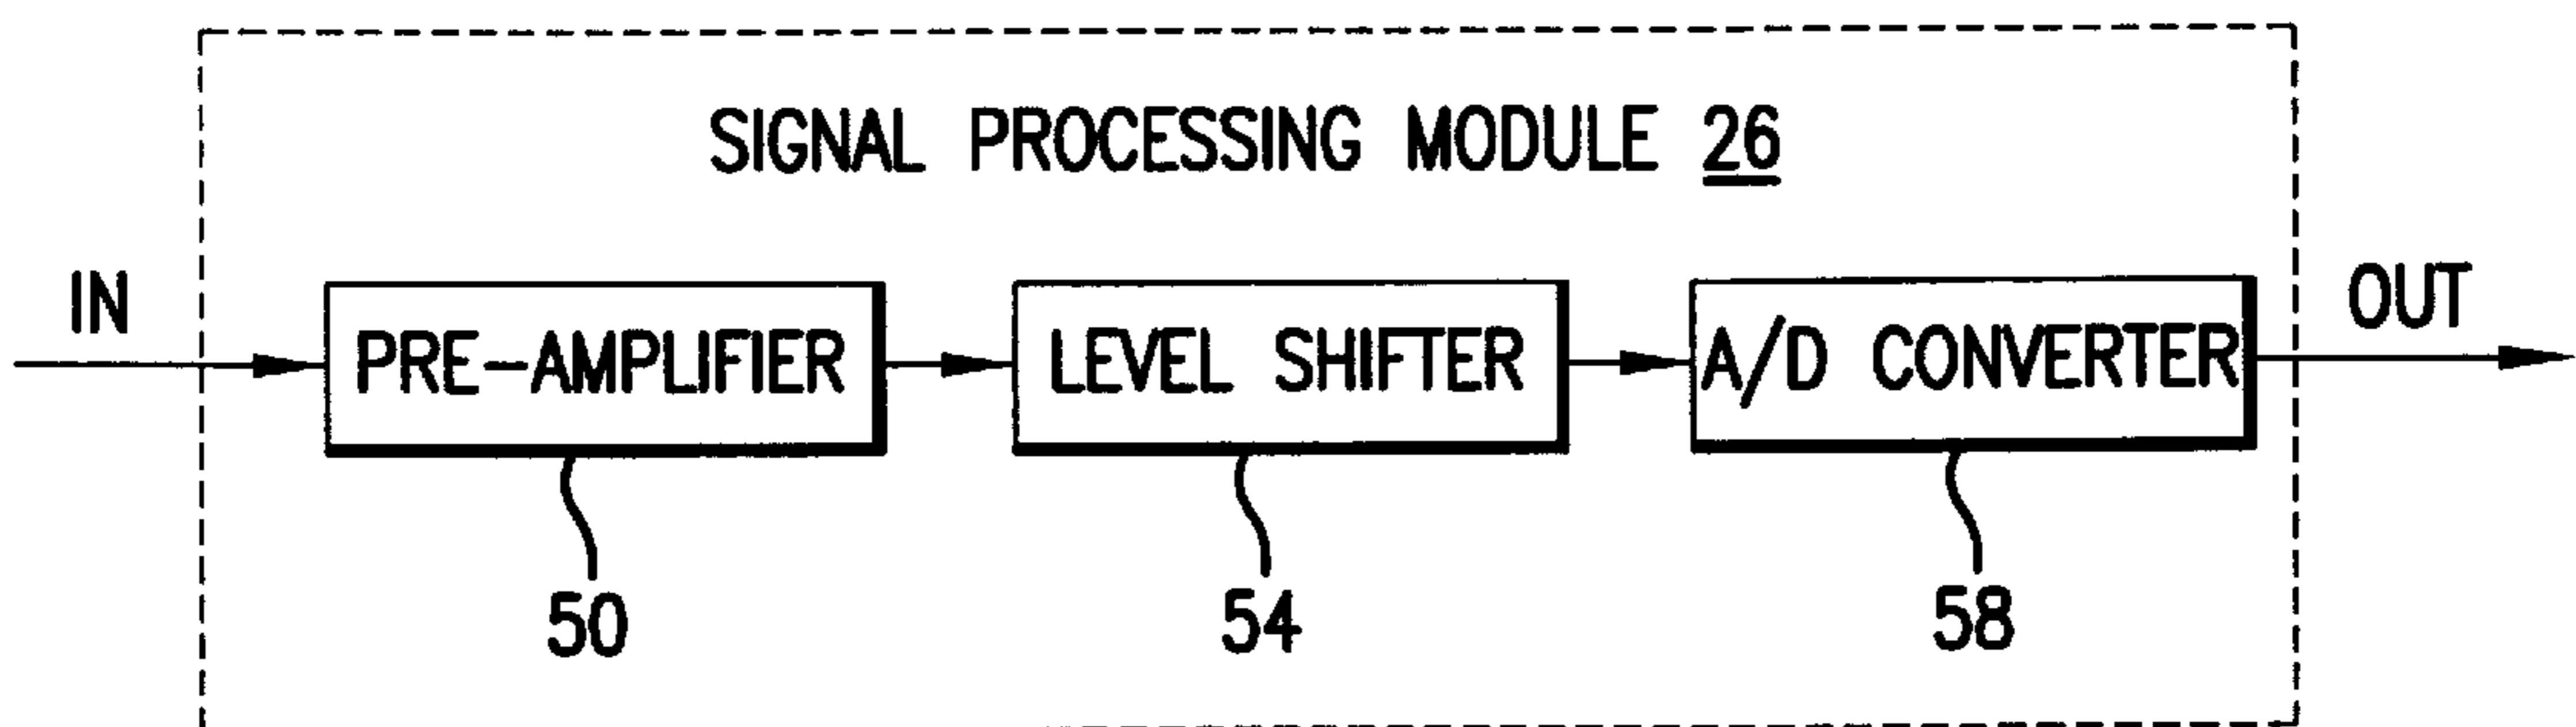 SIGNAL PROCESSING MODULE 26
IN
PRE-AMPLIFIER
LEVEL SHIFTER
A/D CONVERTER
OUT
50
54
58